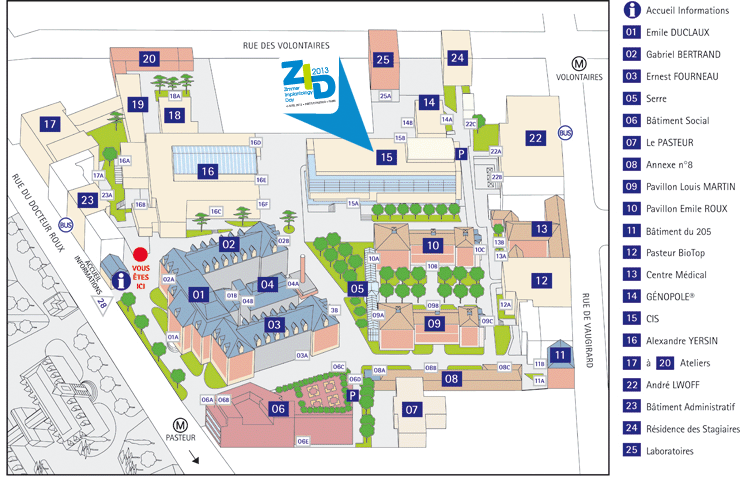 RUE DES VOLONTAIRES
ZID 2013
Zimmer
Implantology
Day
VOLONTAIRES
M
BUS
20
19
18A
18
17
16A
17A
23A
23
16B
16
16D
16E
16F
16C
25
25A
24
14
14A
14B
15B
22C
P
15
15A
22
22B
BUS
RUE DU DOCTEUR ROUX
BUS
ACCUEIL
INFORMATIONS
i
28
VOUS
ÊTES
ICI
02
02B
02A
01
01B
04
04B
04A
03
03A
38
01A
05
10
10A
10B
10C
09B
09
09A
09C
13
13B
13A
12
12A
11
11B
11A
RUE DE VAUGIRARD
08A
08B
08C
08
07
06C
06D
P
06A
06B
06
06E
M
PASTEUR
i Accueil Informations
01 Emile DUCLAUX
02 Gabriel BERTRAND
03 Ernest FOURNEAU
05 Serre
06 Bâtiment Social
07 Le PASTEUR
08 Annexe n°8
09 Pavillon Louis MARTIN
10 Pavillon Emile ROUX
11 Bâtiment du 205
12 Pasteur BioTop
13 Centre Médical
14 GÉNOPOLE®
15 CIS
16 Alexandre YERSIN
17 à 20 Ateliers
22 André LWOFF
23 Bâtiment Administratif
24 Résidence des Stagiaires
25 Laboratoires